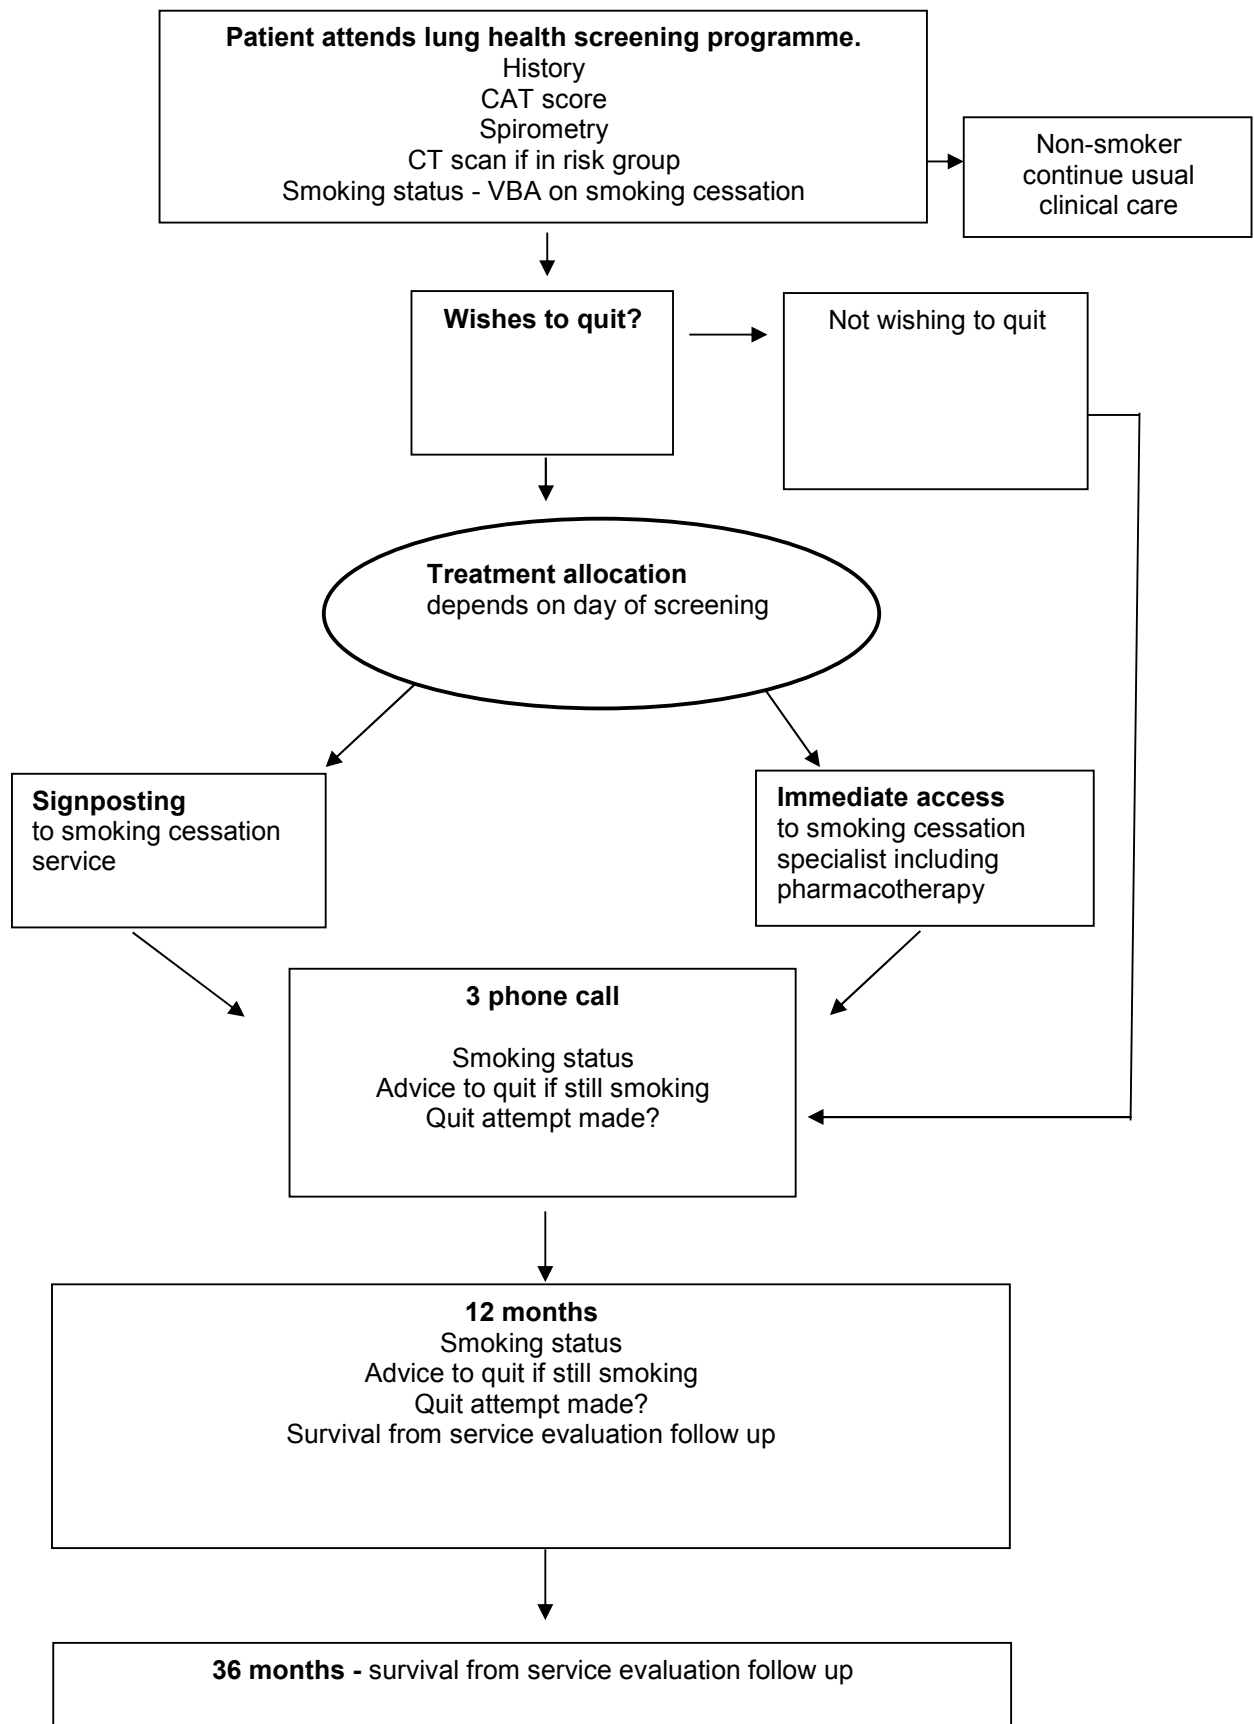 Patient attends lung health screening programme.
History
CAT score
Spirometry
CT scan if in risk group
Smoking status - VBA on smoking cessation
Non-smoker
continue usual
clinical care
Wishes to quit?
Not wishing to quit
Treatment allocation
depends on day of screening
Signposting
to smoking cessation
service
Immediate access
to smoking cessation
specialist including
pharmacotherapy
3 phone call
Smoking status
Advice to quit if still smoking
Quit attempt made?
12 months
Smoking status
Advice to quit if still smoking
Quit attempt made?
Survival from service evaluation follow up
36 months - survival from service evaluation follow up